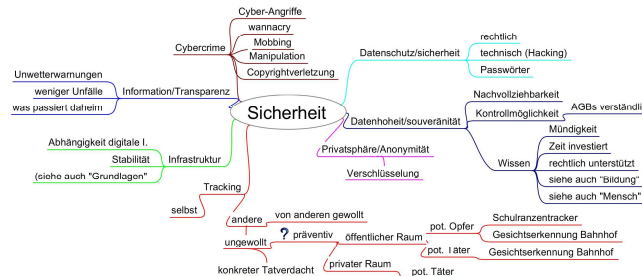 Sicherheit
Cybercrime
Cyber-Angriffe
wannacry
Mobbing
Manipulation
Copyrightverletzung
Information/Transparenz
Unwetterwarnungen
weniger Unfälle
was passiert daheim
Infrastruktur
Abhängigkeit digitale I.
Stabilität
(siehe auch "Grundlagen"
Tracking
selbst
andere
von anderen gewollt
ungewollt
? präventiv
öffentlicher Raum
pot. Opfer
Schulranzentracker
Gesichtserkennung Bahnhof
pot. Täter
Gesichtserkennung Bahnhof
privater Raum
pot. Täter
konkreter Tatverdacht
Privatsphäre/Anonymität
Verschlüsselung
Datenhoheit/souveränität
Nachvollziehbarkeit
Kontrollmöglichkeit
AGBs verständli
Wissen
Mündigkeit
Zeit investiert
rechtlich unterstützt
siehe auch "Bildung"
siehe auch "Mensch"
Datenschutz/sicherheit
rechtlich
technisch (Hacking)
Passwörter